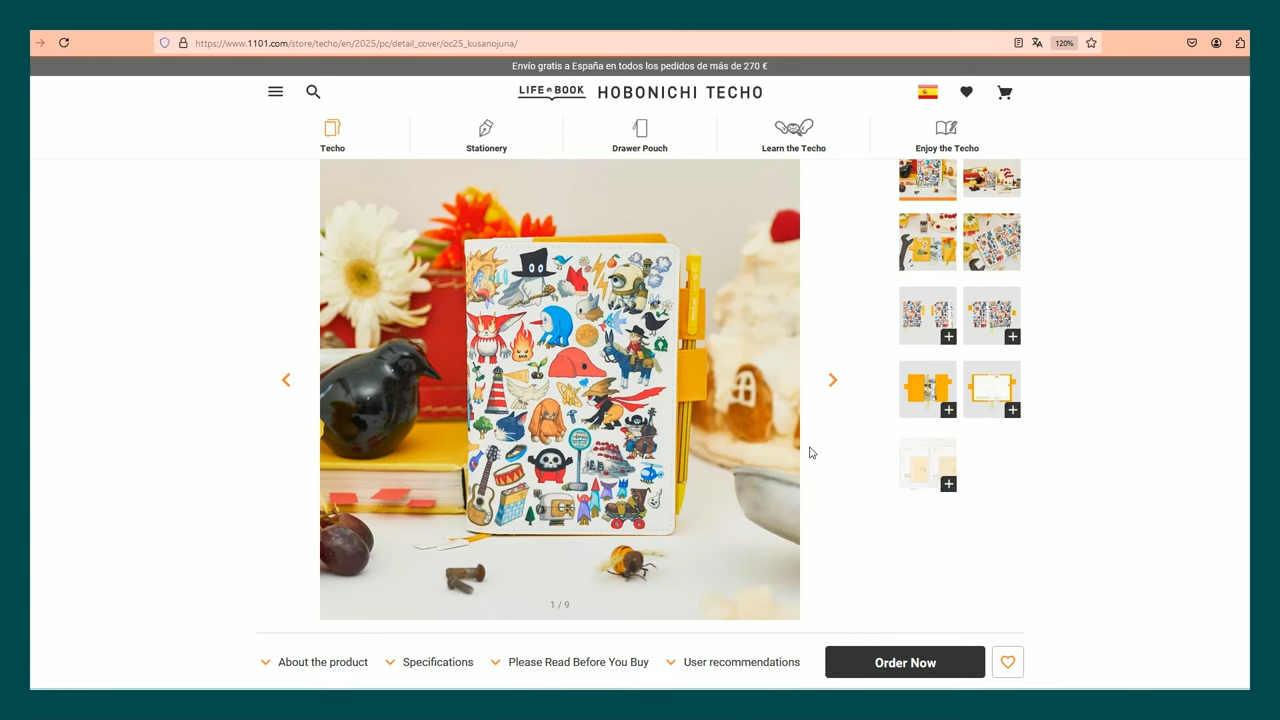 https://www.1101.com/store/techo/en/2025/pc/detail_cover/oc25_kusanojuna/
120%
Envío gratis a España en todos los pedidos de más de 270 €
LIFE BOOK HOBONICHI TECHO
Techo
Stationery
Drawer Pouch
Learn the Techo
Enjoy the Techo
1 / 9
About the product
Specifications
Please Read Before You Buy
User recommendations
Order Now